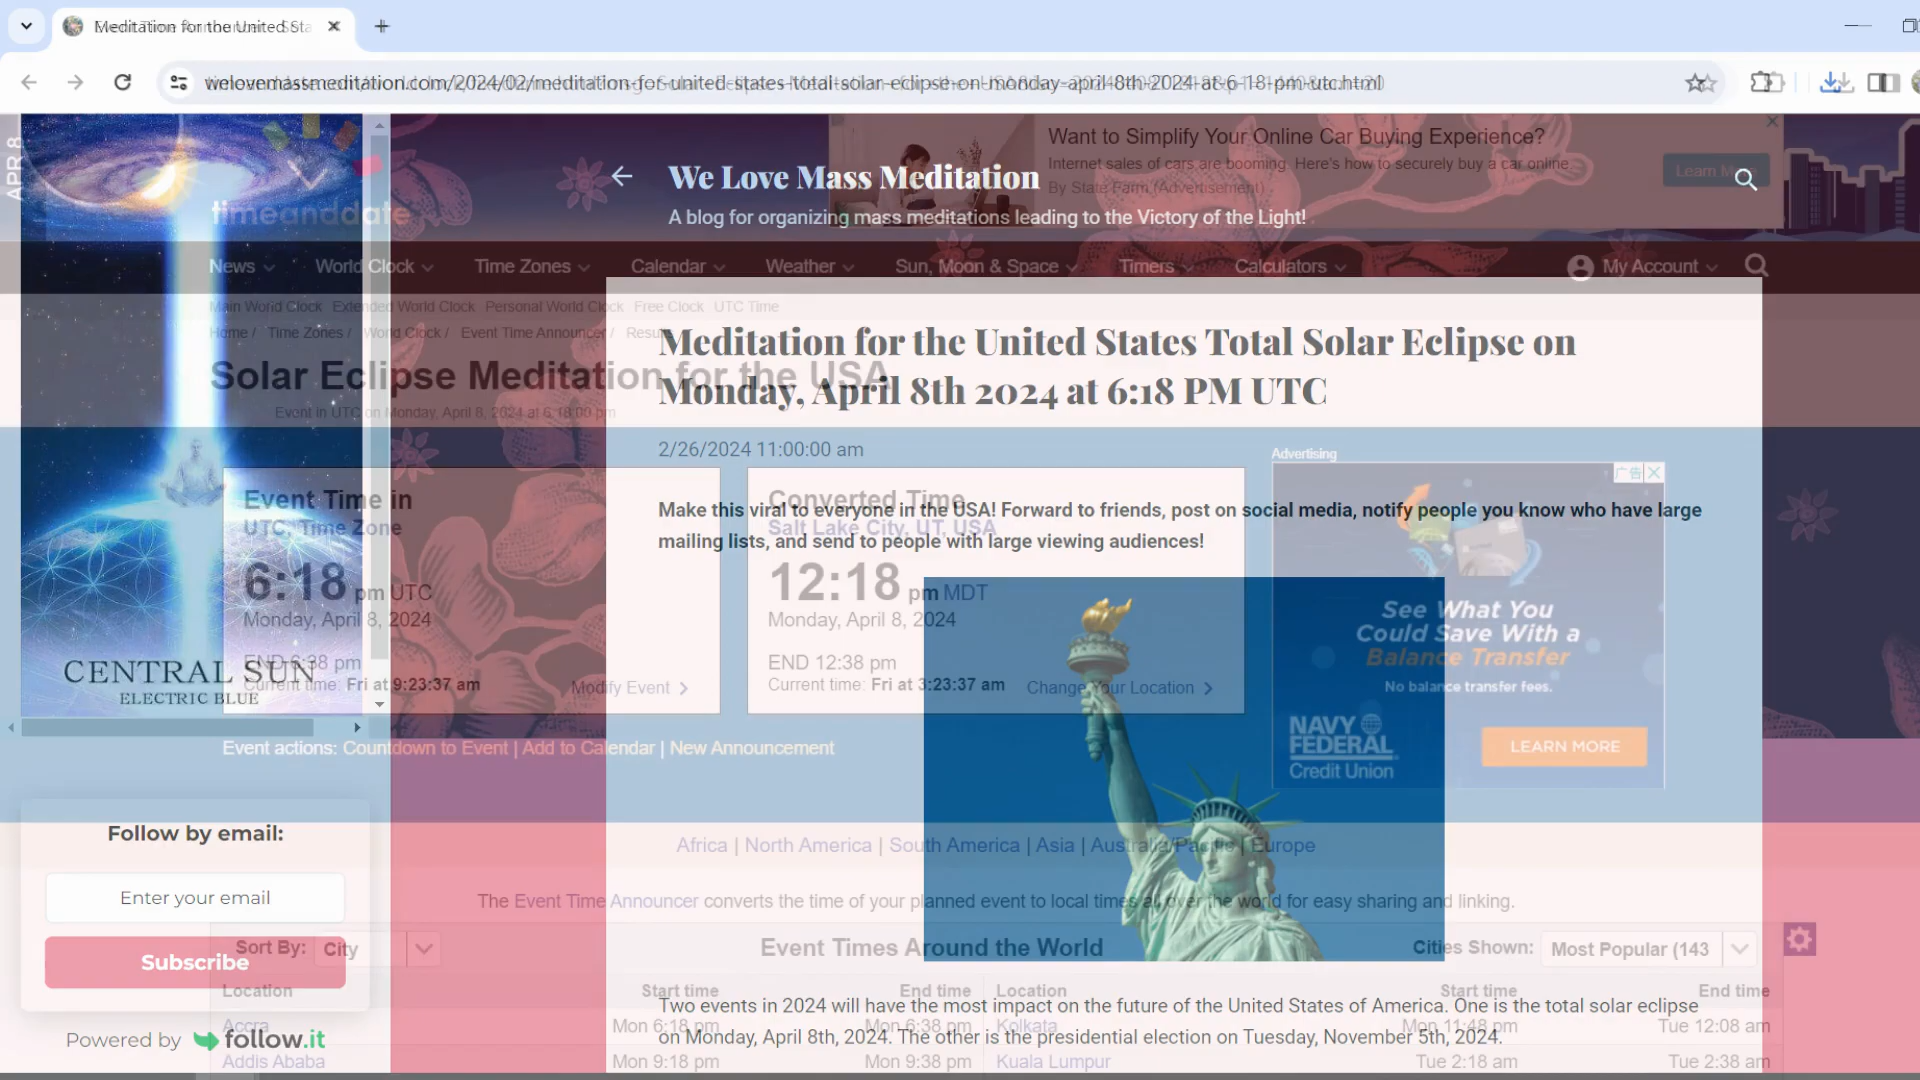 Meditation for the United Sta
welovemassmeditation.com/2024/02/meditation-for-united-states-total-solar-eclipse-on-monday-april-8th-2024-at-6-18-pm-utc.html
APR 8
Want to Simplify Your Online Car Buying Experience?
Internet sales of cars are booming. Here's how to securely buy a car online.
By State Farm (Advertisement)
We Love Mass Meditation
A blog for organizing mass meditations leading to the Victory of the Light!
timeanddate
News World Clock Time Zones Calendar Weather Sun, Moon & Space Timers Calculators My Account
Main World Clock Extended World Clock Personal World Clock Free Clock UTC Time
Home / Time Zones / World Clock / Event Time Announcer /
Solar Eclipse Meditation for the USA
Event in UTC on Monday, April 8, 2024 at 6:18:00 pm
Meditation for the United States Total Solar Eclipse on
Monday, April 8th 2024 at 6:18 PM UTC
2/26/2024 11:00:00 am
Make this viral to everyone in the USA! Forward to friends, post on social media, notify people you know who have large
mailing lists, and send to people with large viewing audiences!
Event Time in
UTC, Time Zone
6:18 pm UTC
Monday, April 8, 2024
END 6:38 pm
Current time: Fri at 9:23:37 am
Modify Event
Converted Time
Salt Lake City, UT, USA
12:18 pm MDT
Monday, April 8, 2024
END 12:38 pm
Current time: Fri at 3:23:37 am
Change Your Location
Advertising
广告
See What You
Could Save With a
Balance Transfer
No balance transfer fees.
NAVY
FEDERAL
Credit Union
LEARN MORE
CENTRAL SUN
ELECTRIC BLUE
Event actions: Countdown to Event | Add to Calendar | New Announcement
Africa | North America | South America | Asia | Australia/Pacific | Europe
The Event Time Announcer converts the time of your planned event to local times all over the world for easy sharing and linking.
Follow by email:
Enter your email
Subscribe
Powered by follow.it
Sort By: City
Event Times Around the World
Cities Shown: Most Popular (143
Location Start time End time Location Start time End time
Accra Mon 6:18 pm Mon 6:38 pm Kolkata Mon 11:48 pm Tue 12:08 am
Addis Ababa Mon 9:18 pm Mon 9:38 pm Kuala Lumpur Tue 2:18 am Tue 2:38 am
Two events in 2024 will have the most impact on the future of the United States of America. One is the total solar eclipse
on Monday, April 8th, 2024. The other is the presidential election on Tuesday, November 5th, 2024.